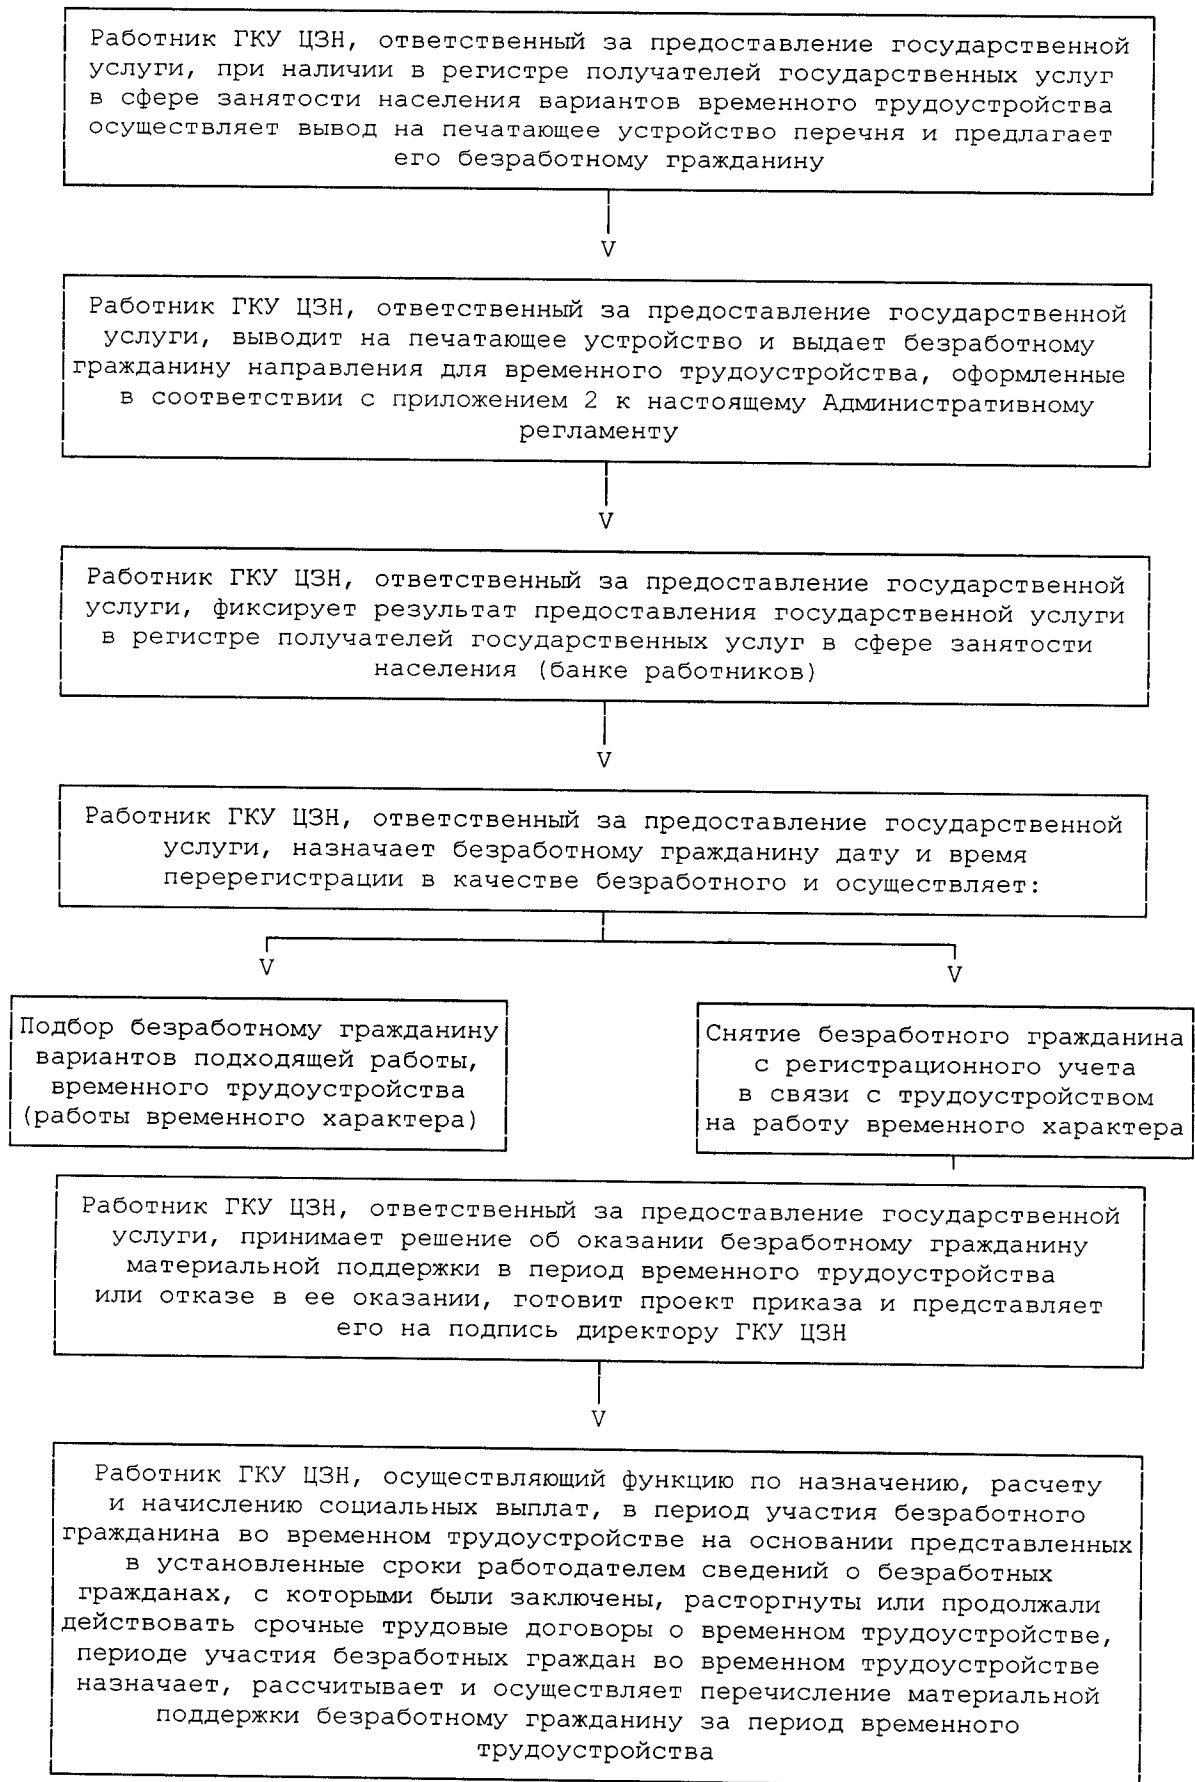 Работник ГКУ ЦЗН, ответственный за предоставление государственной
услуги, при наличии в регистре получателей государственных услуг
в сфере занятости населения вариантов временного трудоустройства
осуществляет вывод на печатающее устройство перечня и предлагает
его безработному гражданину
V
Работник ГКУ ЦЗН, ответственный за предоставление государственной
услуги, выводит на печатающее устройство и выдает безработному
гражданину направления для временного трудоустройства, оформленные
в соответствии с приложением 2 к настоящему Административному
регламенту
V
Работник ГКУ ЦЗН, ответственный за предоставление государственной
услуги, фиксирует результат предоставления государственной услуги
в регистре получателей государственных услуг в сфере занятости
населения (банке работников)
V
Работник ГКУ ЦЗН, ответственный за предоставление государственной
услуги, назначает безработному гражданину дату и время
перерегистрации в качестве безработного и осуществляет:
V V
Подбор безработному гражданину
вариантов подходящей работы,
временного трудоустройства
(работы временного характера)
Снятие безработного гражданина
с регистрационного учета
в связи с трудоустройством
на работу временного характера
Работник ГКУ ЦЗН, ответственный за предоставление государственной
услуги, принимает решение об оказании безработному гражданину
материальной поддержки в период временного трудоустройства
или отказе в ее оказании, готовит проект приказа и представляет
его на подпись директору ГКУ ЦЗН
V
Работник ГКУ ЦЗН, осуществляющий функцию по назначению, расчету
и начислению социальных выплат, в период участия безработного
гражданина во временном трудоустройстве на основании представленных
в установленные сроки работодателем сведений о безработных
гражданах, с которыми были заключены, расторгнуты или продолжали
действовать срочные трудовые договоры о временном трудоустройстве,
периоде участия безработных граждан во временном трудоустройстве
назначает, рассчитывает и осуществляет перечисление материальной
поддержки безработному гражданину за период временного
трудоустройства